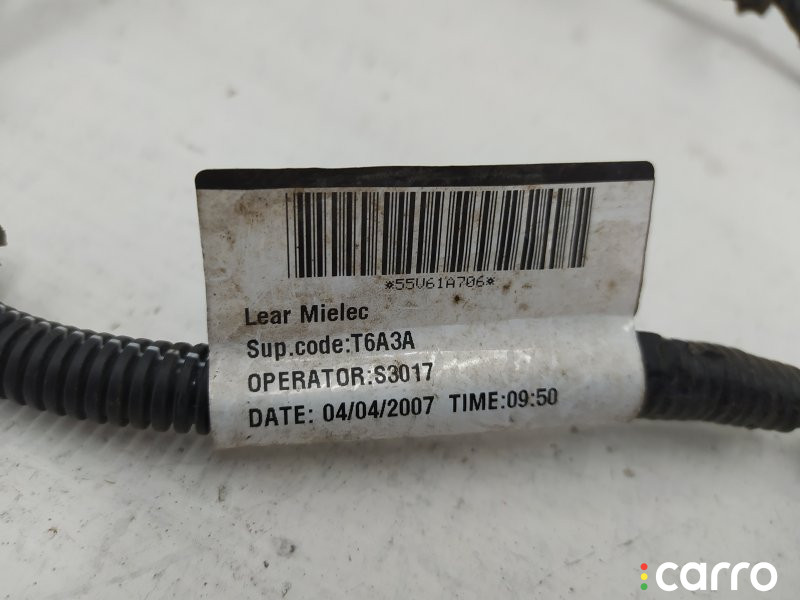 *55V61A706*
Lear Mielec
Sup.code:T6A3A
OPERATOR:S3017
DATE: 04/04/2007 TIME:09:50
carro